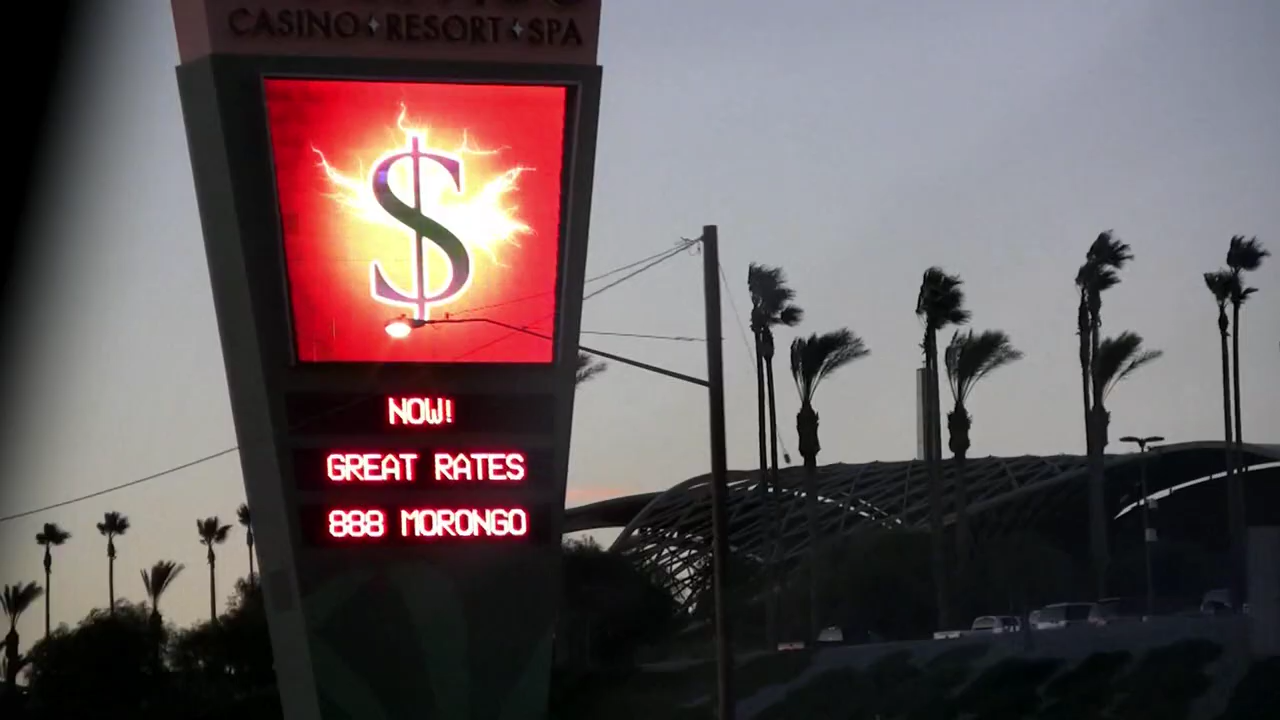 CASINO RESORT SPA
$
NOW!
GREAT RATES
888 MORONGO